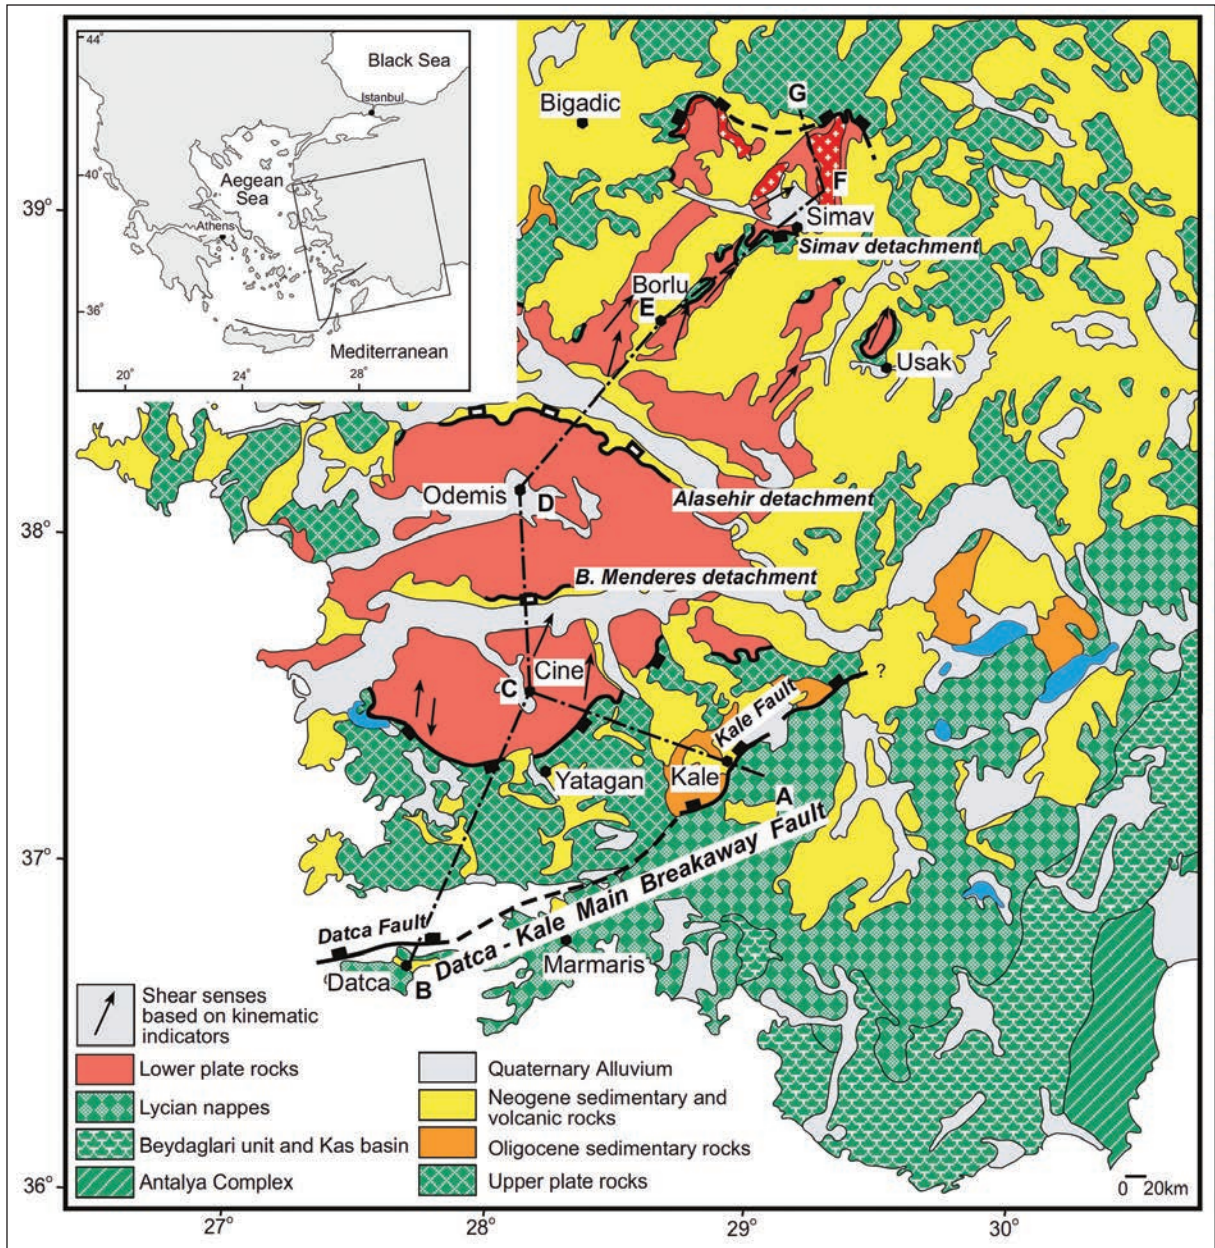 44°
40°
36°
20°
24°
28°
Black Sea
Istanbul
Aegean
Sea
Athens
Mediterranean
Bigadic
G
F
39°
Simav
Simav detachment
Borlu
E
Usak
Odemis
D
Alasehir detachment
38°
B. Menderes detachment
Cine
C
?
Kale Fault
Yatagan
Kale
A
37°
Datca - Kale Main Breakaway Fault
Datca Fault
Marmaris
Datca
B
Shear senses
based on kinematic
indicators
Lower plate rocks
Lycian nappes
Beydaglari unit and Kas basin
Antalya Complex
Quaternary Alluvium
Neogene sedimentary and
volcanic rocks
Oligocene sedimentary rocks
Upper plate rocks
0 20km
36°
27°
28°
29°
30°